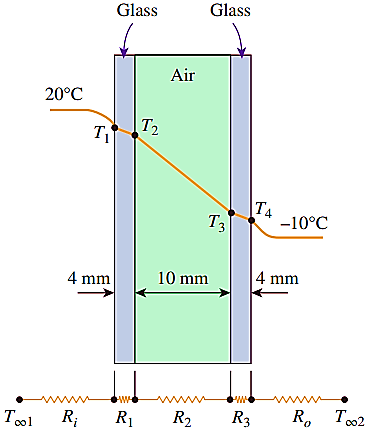 Glass Glass
Air
20°C
T1 T2
T3 T4
–10°C
4 mm 10 mm 4 mm
T∞1 Ri R1 R2 R3 Ro T∞2